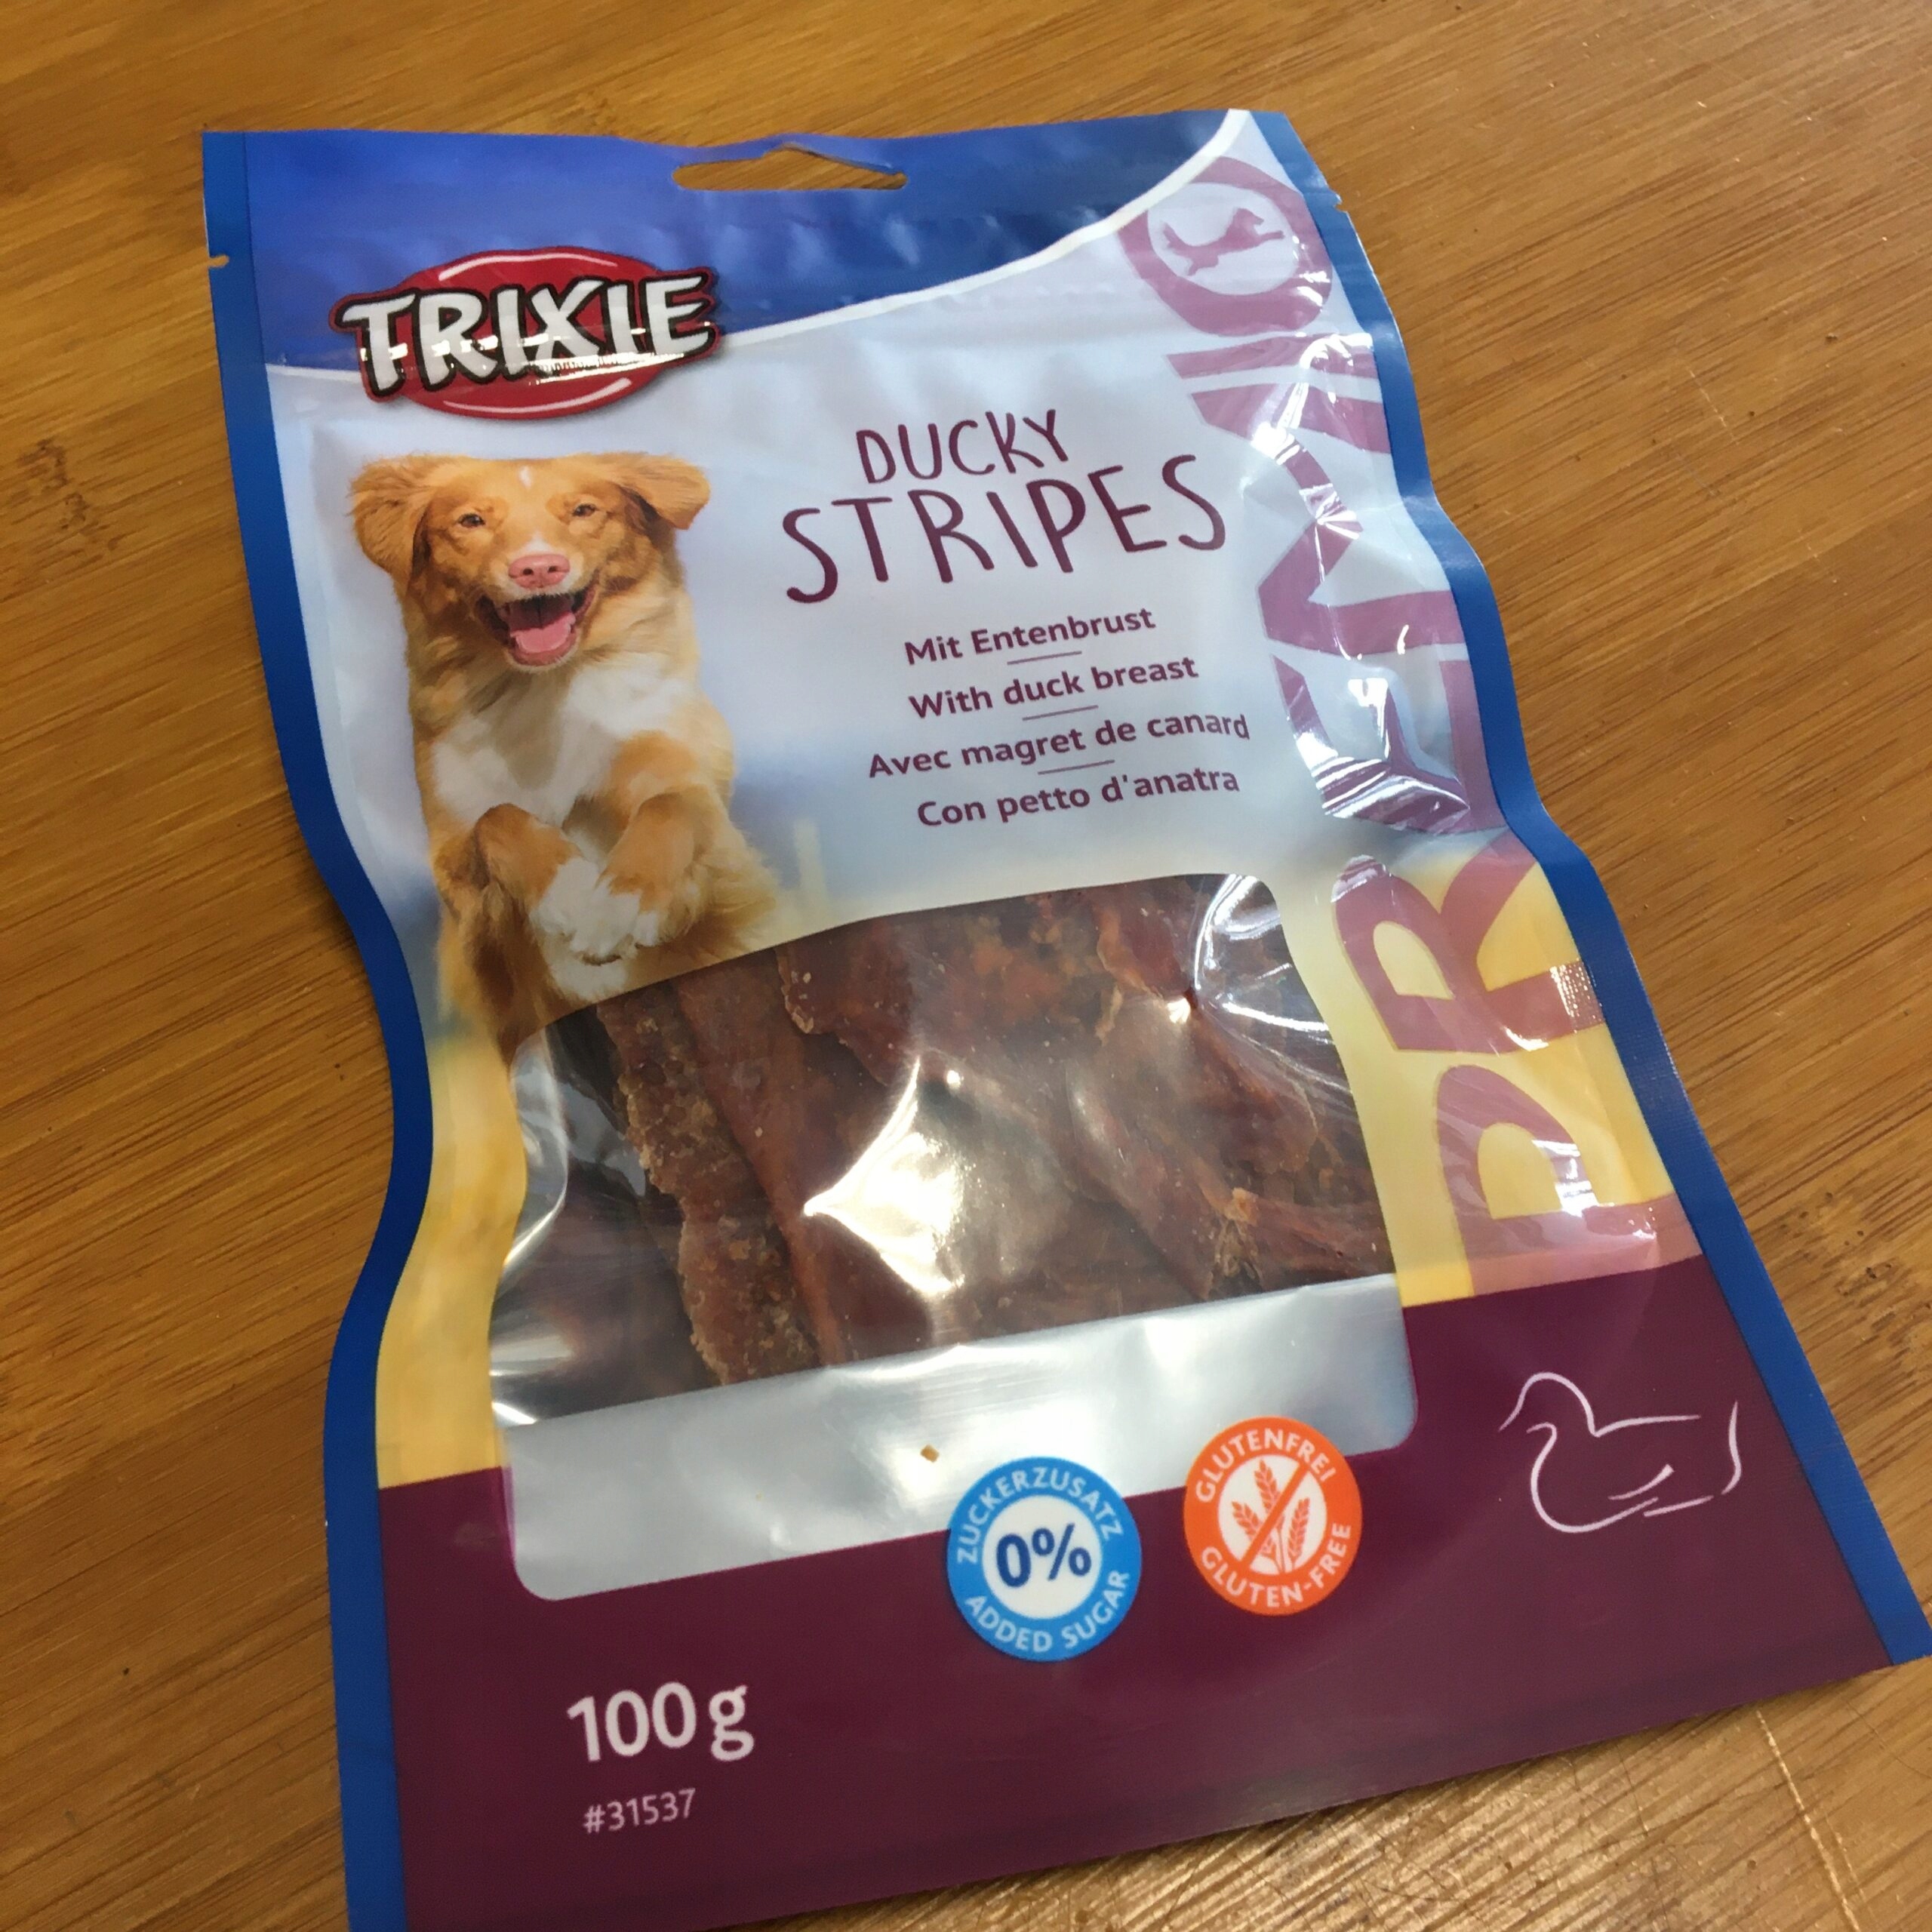 TRIXIE
DUCKY
STRIPES
Mit Entenbrust
With duck breast
Avec magret de canard
Con petto d'anatra
PREMIO
ZUCKERZUSATZ
0%
ADDED SUGAR
GLUTENFREI
GLUTEN-FREE
100g
#31537